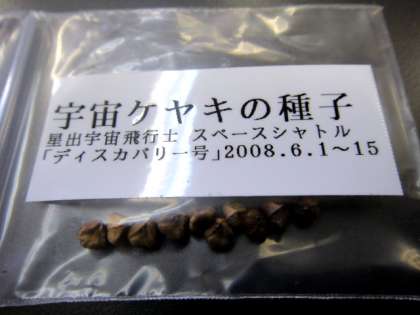 宇宙ケヤキの種子
星出宇宙飛行士 スペースシャトル
「ディスカバリー号」2008.6.1～15